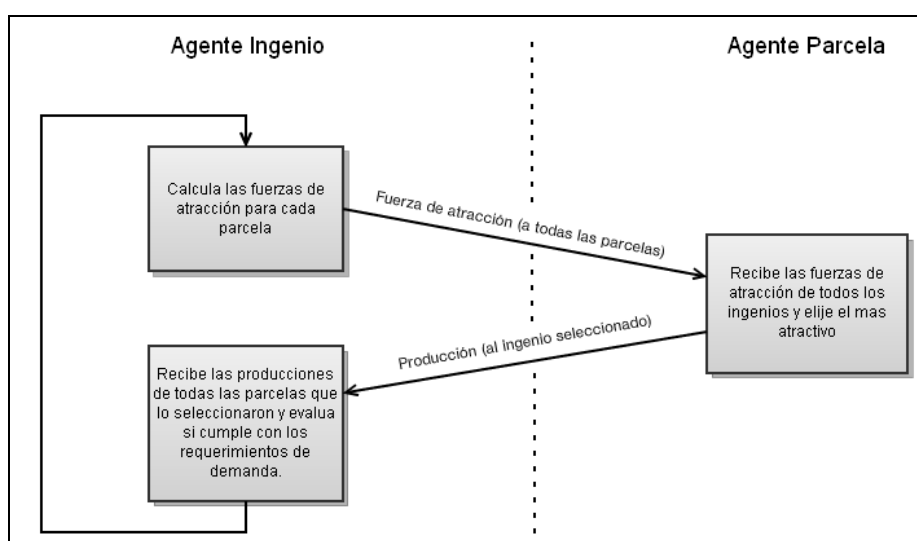 Agente Ingenio
Agente Parcela
Calcula las fuerzas de
atracción para cada
parcela
Fuerza de atracción (a todas las parcelas)
Recibe las fuerzas de
atracción de todos los
ingenios y elije el mas
atractivo
Producción (al ingenio seleccionado)
Recibe las producciones
de todas las parcelas que
lo seleccionaron y evalua
si cumple con los
requerimientos de
demanda.